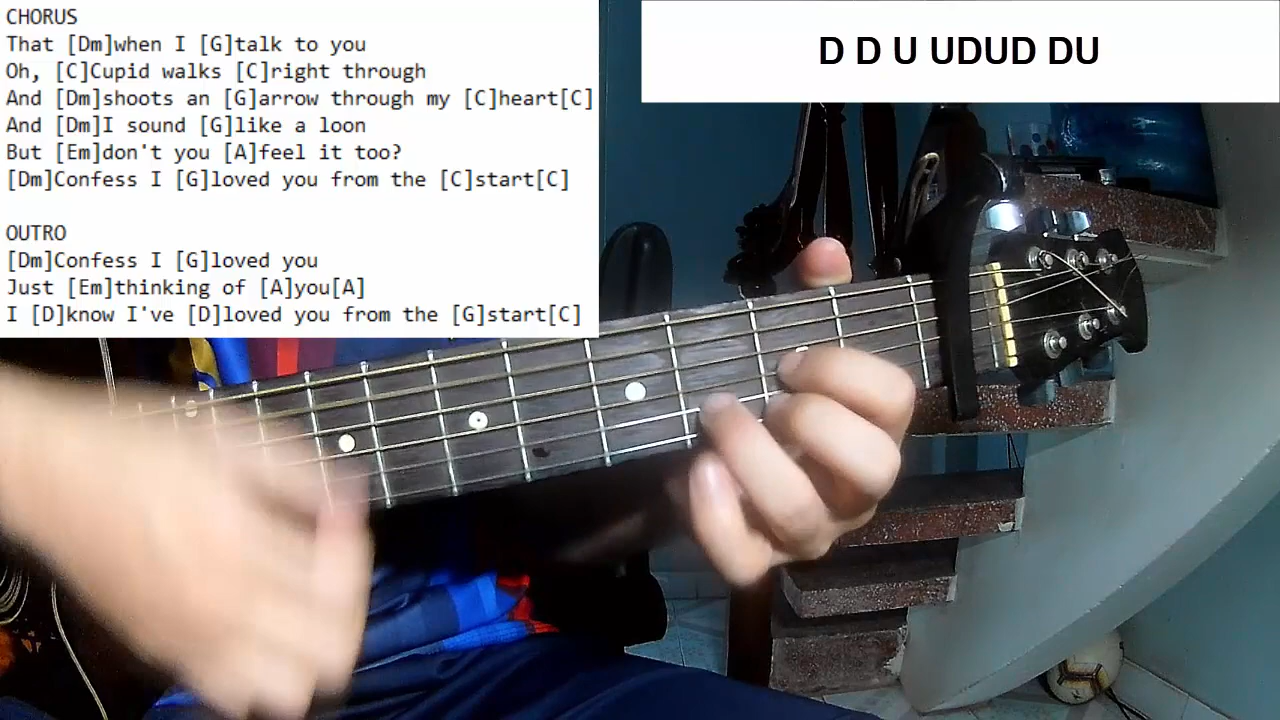 CHORUS
That [Dm]when I [G]talk to you
Oh, [C]Cupid walks [C]right through
And [Dm]shoots an [G]arrow through my [C]heart[C]
And [Dm]I sound [G]like a loon
But [Em]don't you [A]feel it too?
[Dm]Confess I [G]loved you from the [C]start[C]
OUTRO
[Dm]Confess I [G]loved you
Just [Em]thinking of [A]you[A]
I [D]know I've [D]loved you from the [G]start[C]
D D U UDUD DU